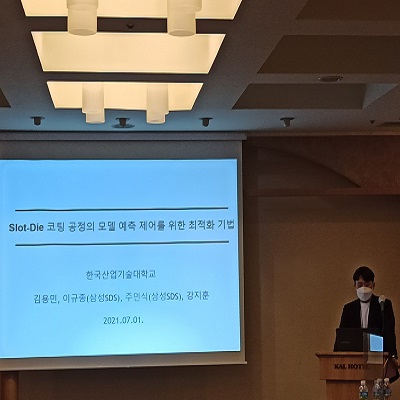 Slot-Die 코팅 공정의 모델 예측 제어를 위한 최적화 기법
한국산업기술대학교
김용민, 이규종(삼성SDS), 주민식(삼성SDS), 강지훈
2021.07.01.
KAL HOTEL